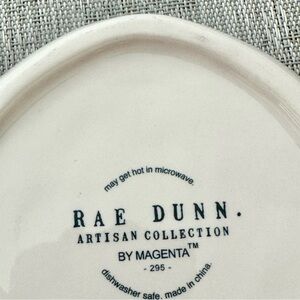 may get hot in microwave.
RAE DUNN.
ARTISAN COLLECTION
BY MAGENTA™
- 295 -
dishwasher safe. made in china.